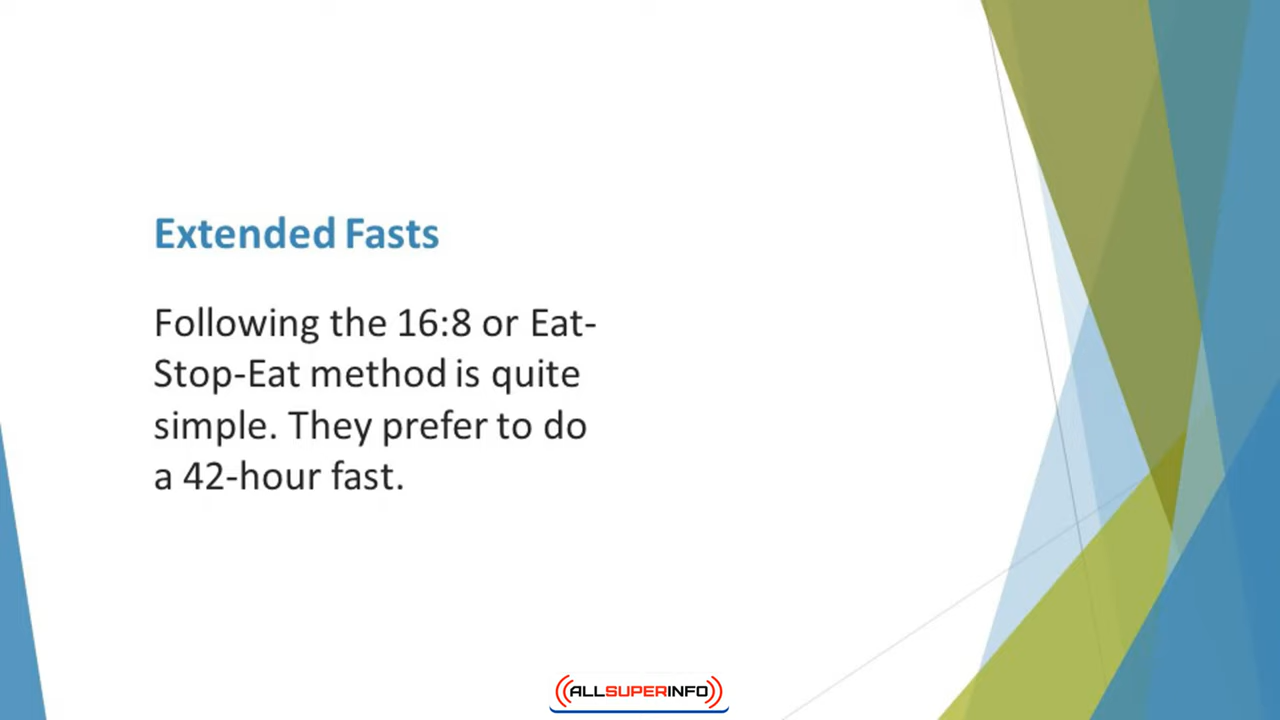 Extended Fasts
Following the 16:8 or Eat-
Stop-Eat method is quite
simple. They prefer to do
a 42-hour fast.
ALLSUPERINFO